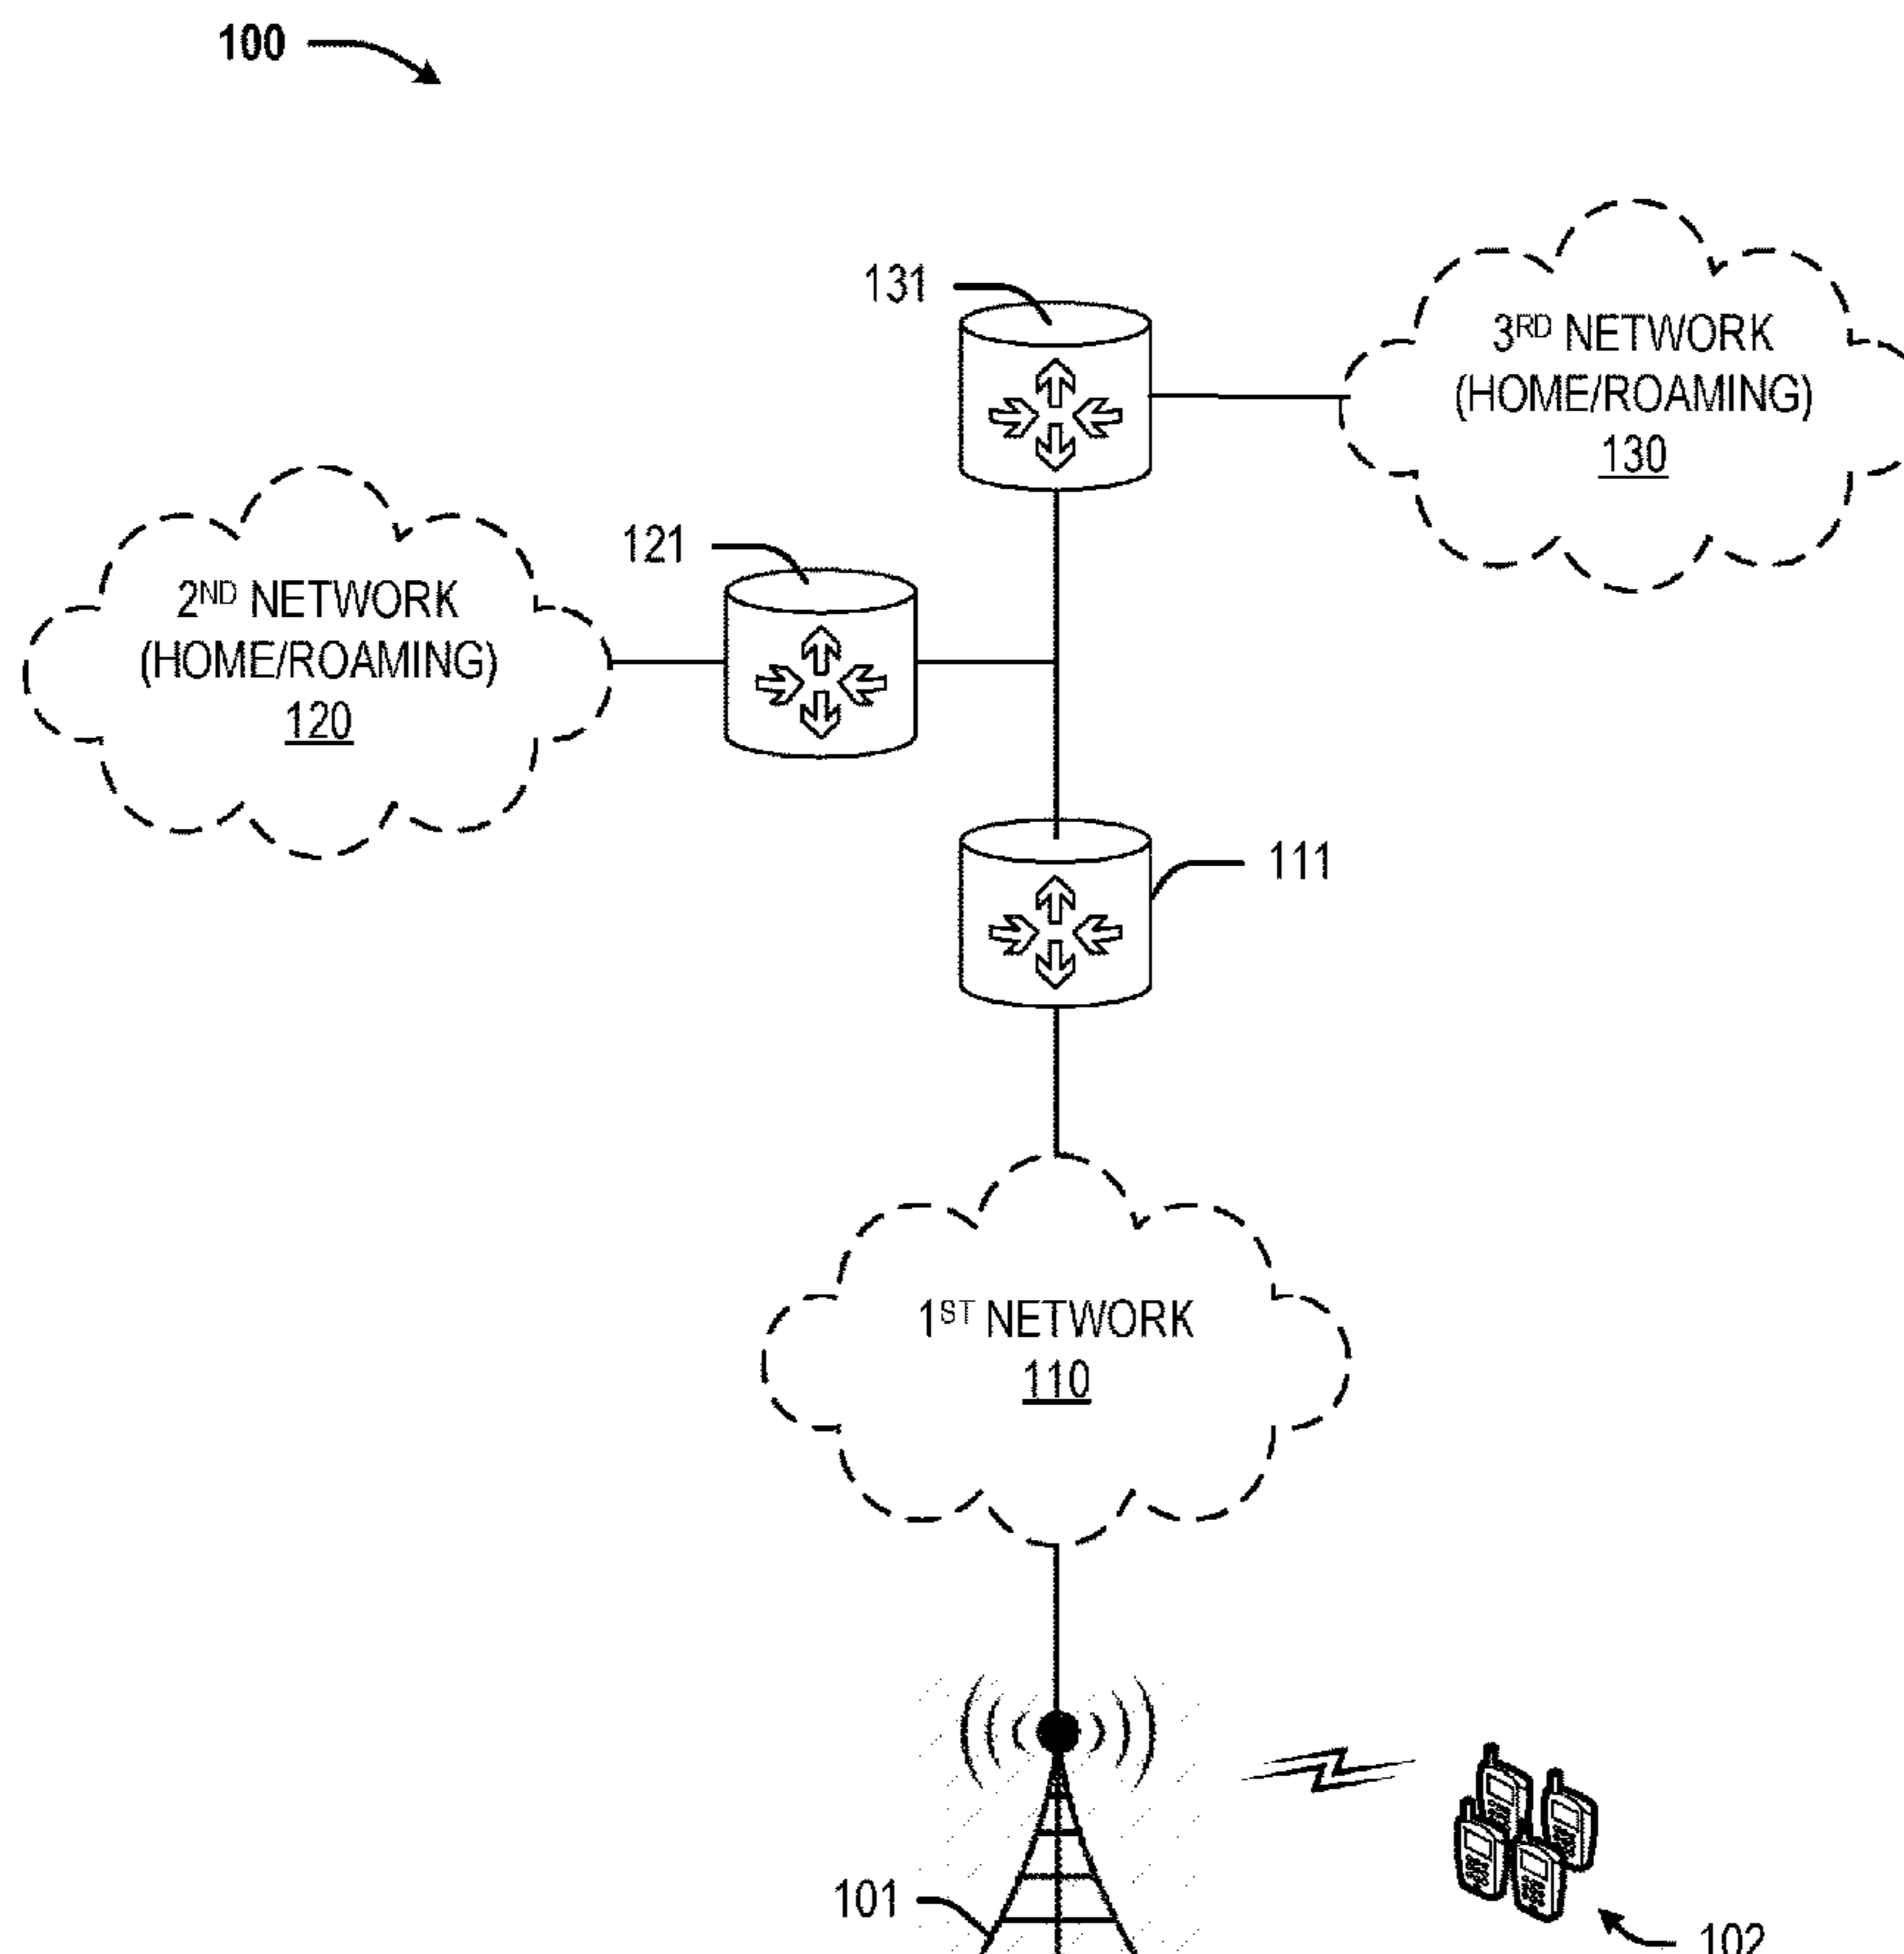 100
131
3RD NETWORK
(HOME/ROAMING)
130
121
2ND NETWORK
(HOME/ROAMING)
120
111
1ST NETWORK
110
101
102